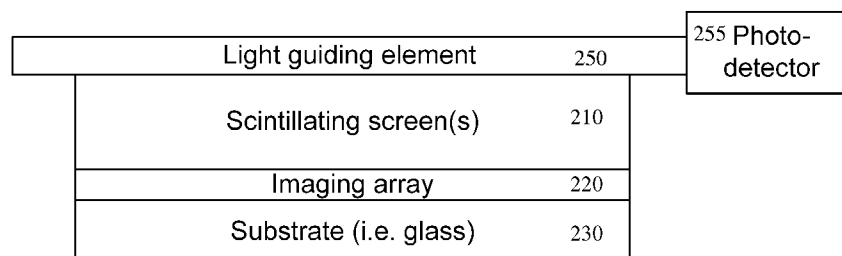 255 Photo-
detector
Light guiding element 250
Scintillating screen(s) 210
Imaging array 220
Substrate (i.e. glass) 230